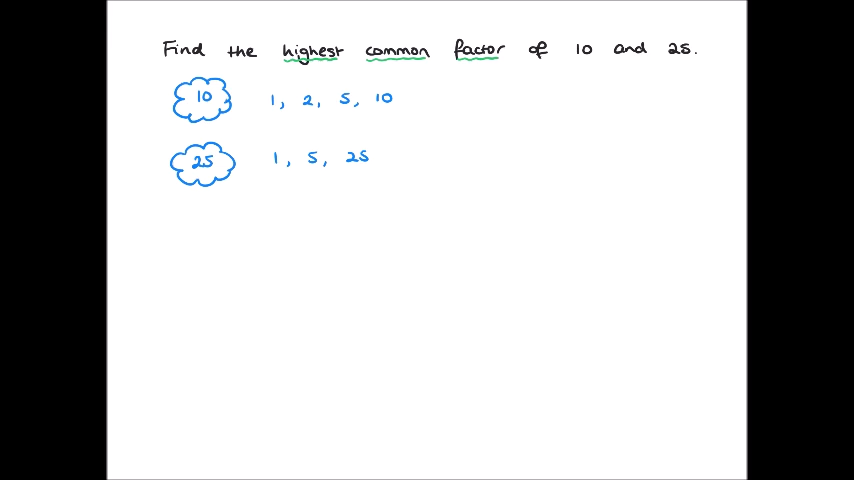 Find the highest common factor of 10 and 25.
10 1, 2, 5, 10
25 1, 5, 25